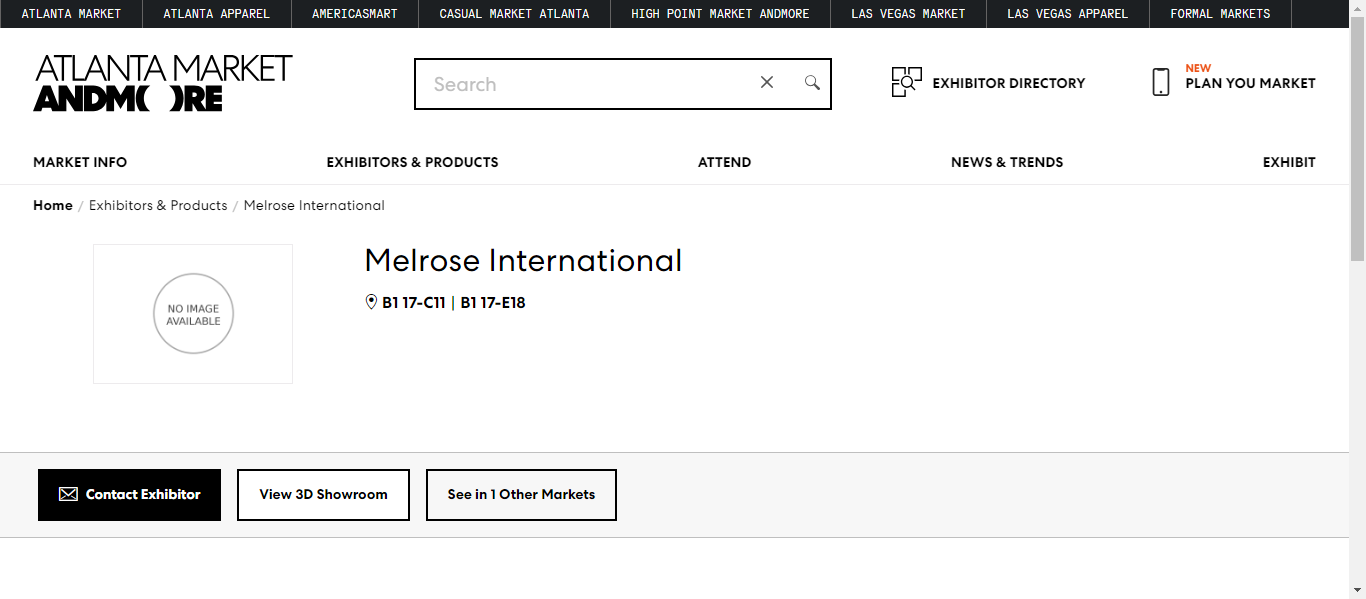 ATLANTA MARKET
ATLANTA APPAREL
AMERICASMART
CASUAL MARKET ATLANTA
HIGH POINT MARKET ANDMORE
LAS VEGAS MARKET
LAS VEGAS APPAREL
FORMAL MARKETS
ATLANTA MARKET
ANDMORE
Search
EXHIBITOR DIRECTORY
NEW
PLAN YOU MARKET
MARKET INFO
EXHIBITORS & PRODUCTS
ATTEND
NEWS & TRENDS
EXHIBIT
Home / Exhibitors & Products / Melrose International
NO IMAGE
AVAILABLE
Melrose International
B1 17-C11 | B1 17-E18
Contact Exhibitor
View 3D Showroom
See in 1 Other Markets